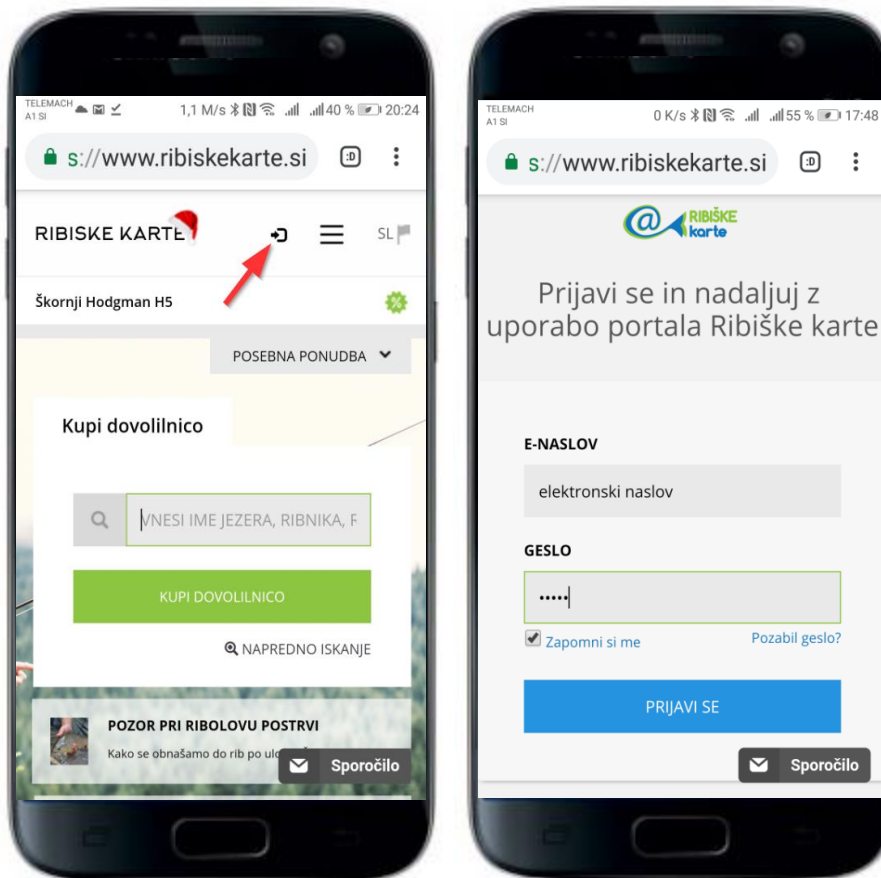 TELEMACH
A1 SI
1,1 M/s
40 %
20:24
s://www.ribiskekarte.si
:D
RIBISKE KARTE
SL
Škornji Hodgman H5
%
POSEBNA PONUDBA
Kupi dovolilnico
VNESI IME JEZERA, RIBNIKA, F
KUPI DOVOLILNICO
NAPREDNO ISKANJE
POZOR PRI RIBOLOVU POSTRVI
Kako se obnašamo do rib po
Sporočilo
TELEMACH
A1 SI
0 K/s
55 %
17:48
s://www.ribiskekarte.si
:D
@ RIBIŠKE
karte
Prijavi se in nadaljuj z
uporabo portala Ribiške karte
E-NASLOV
elektronski naslov
GESLO
•••••
Zapomni si me
Pozabil geslo?
PRIJAVI SE
Sporočilo